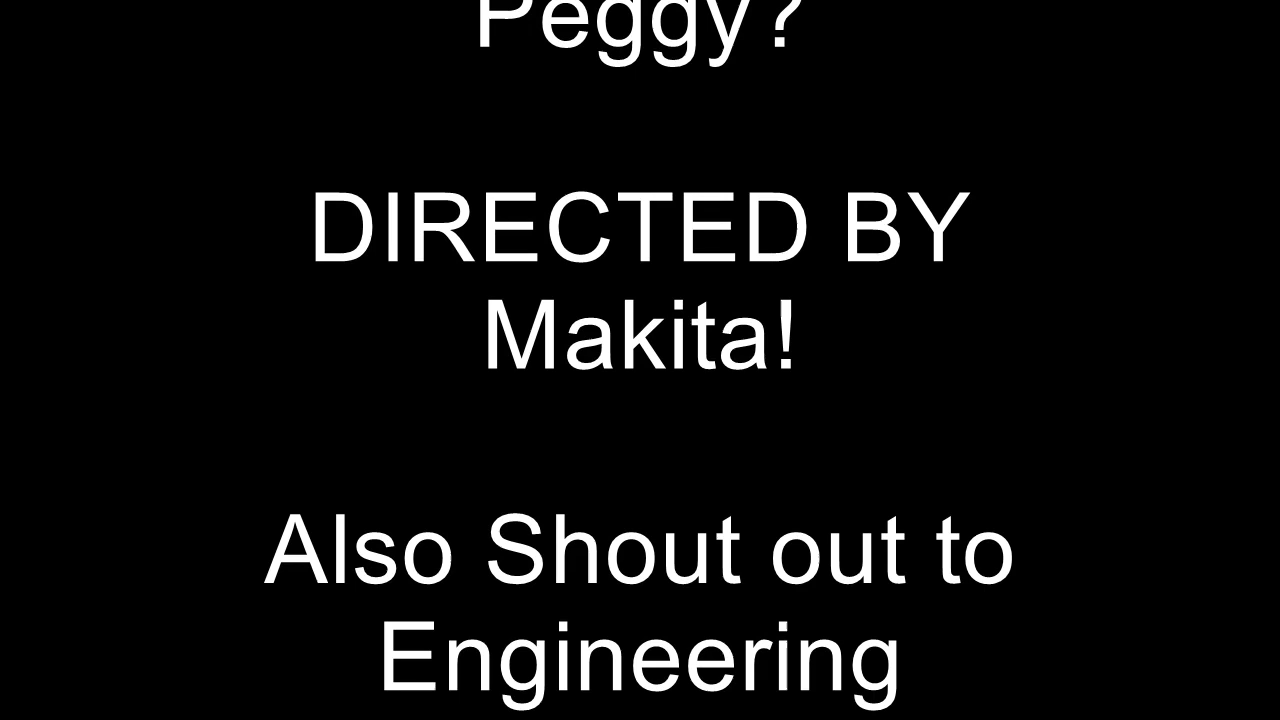 Peggy?
DIRECTED BY
Makita!
Also Shout out to
Engineering